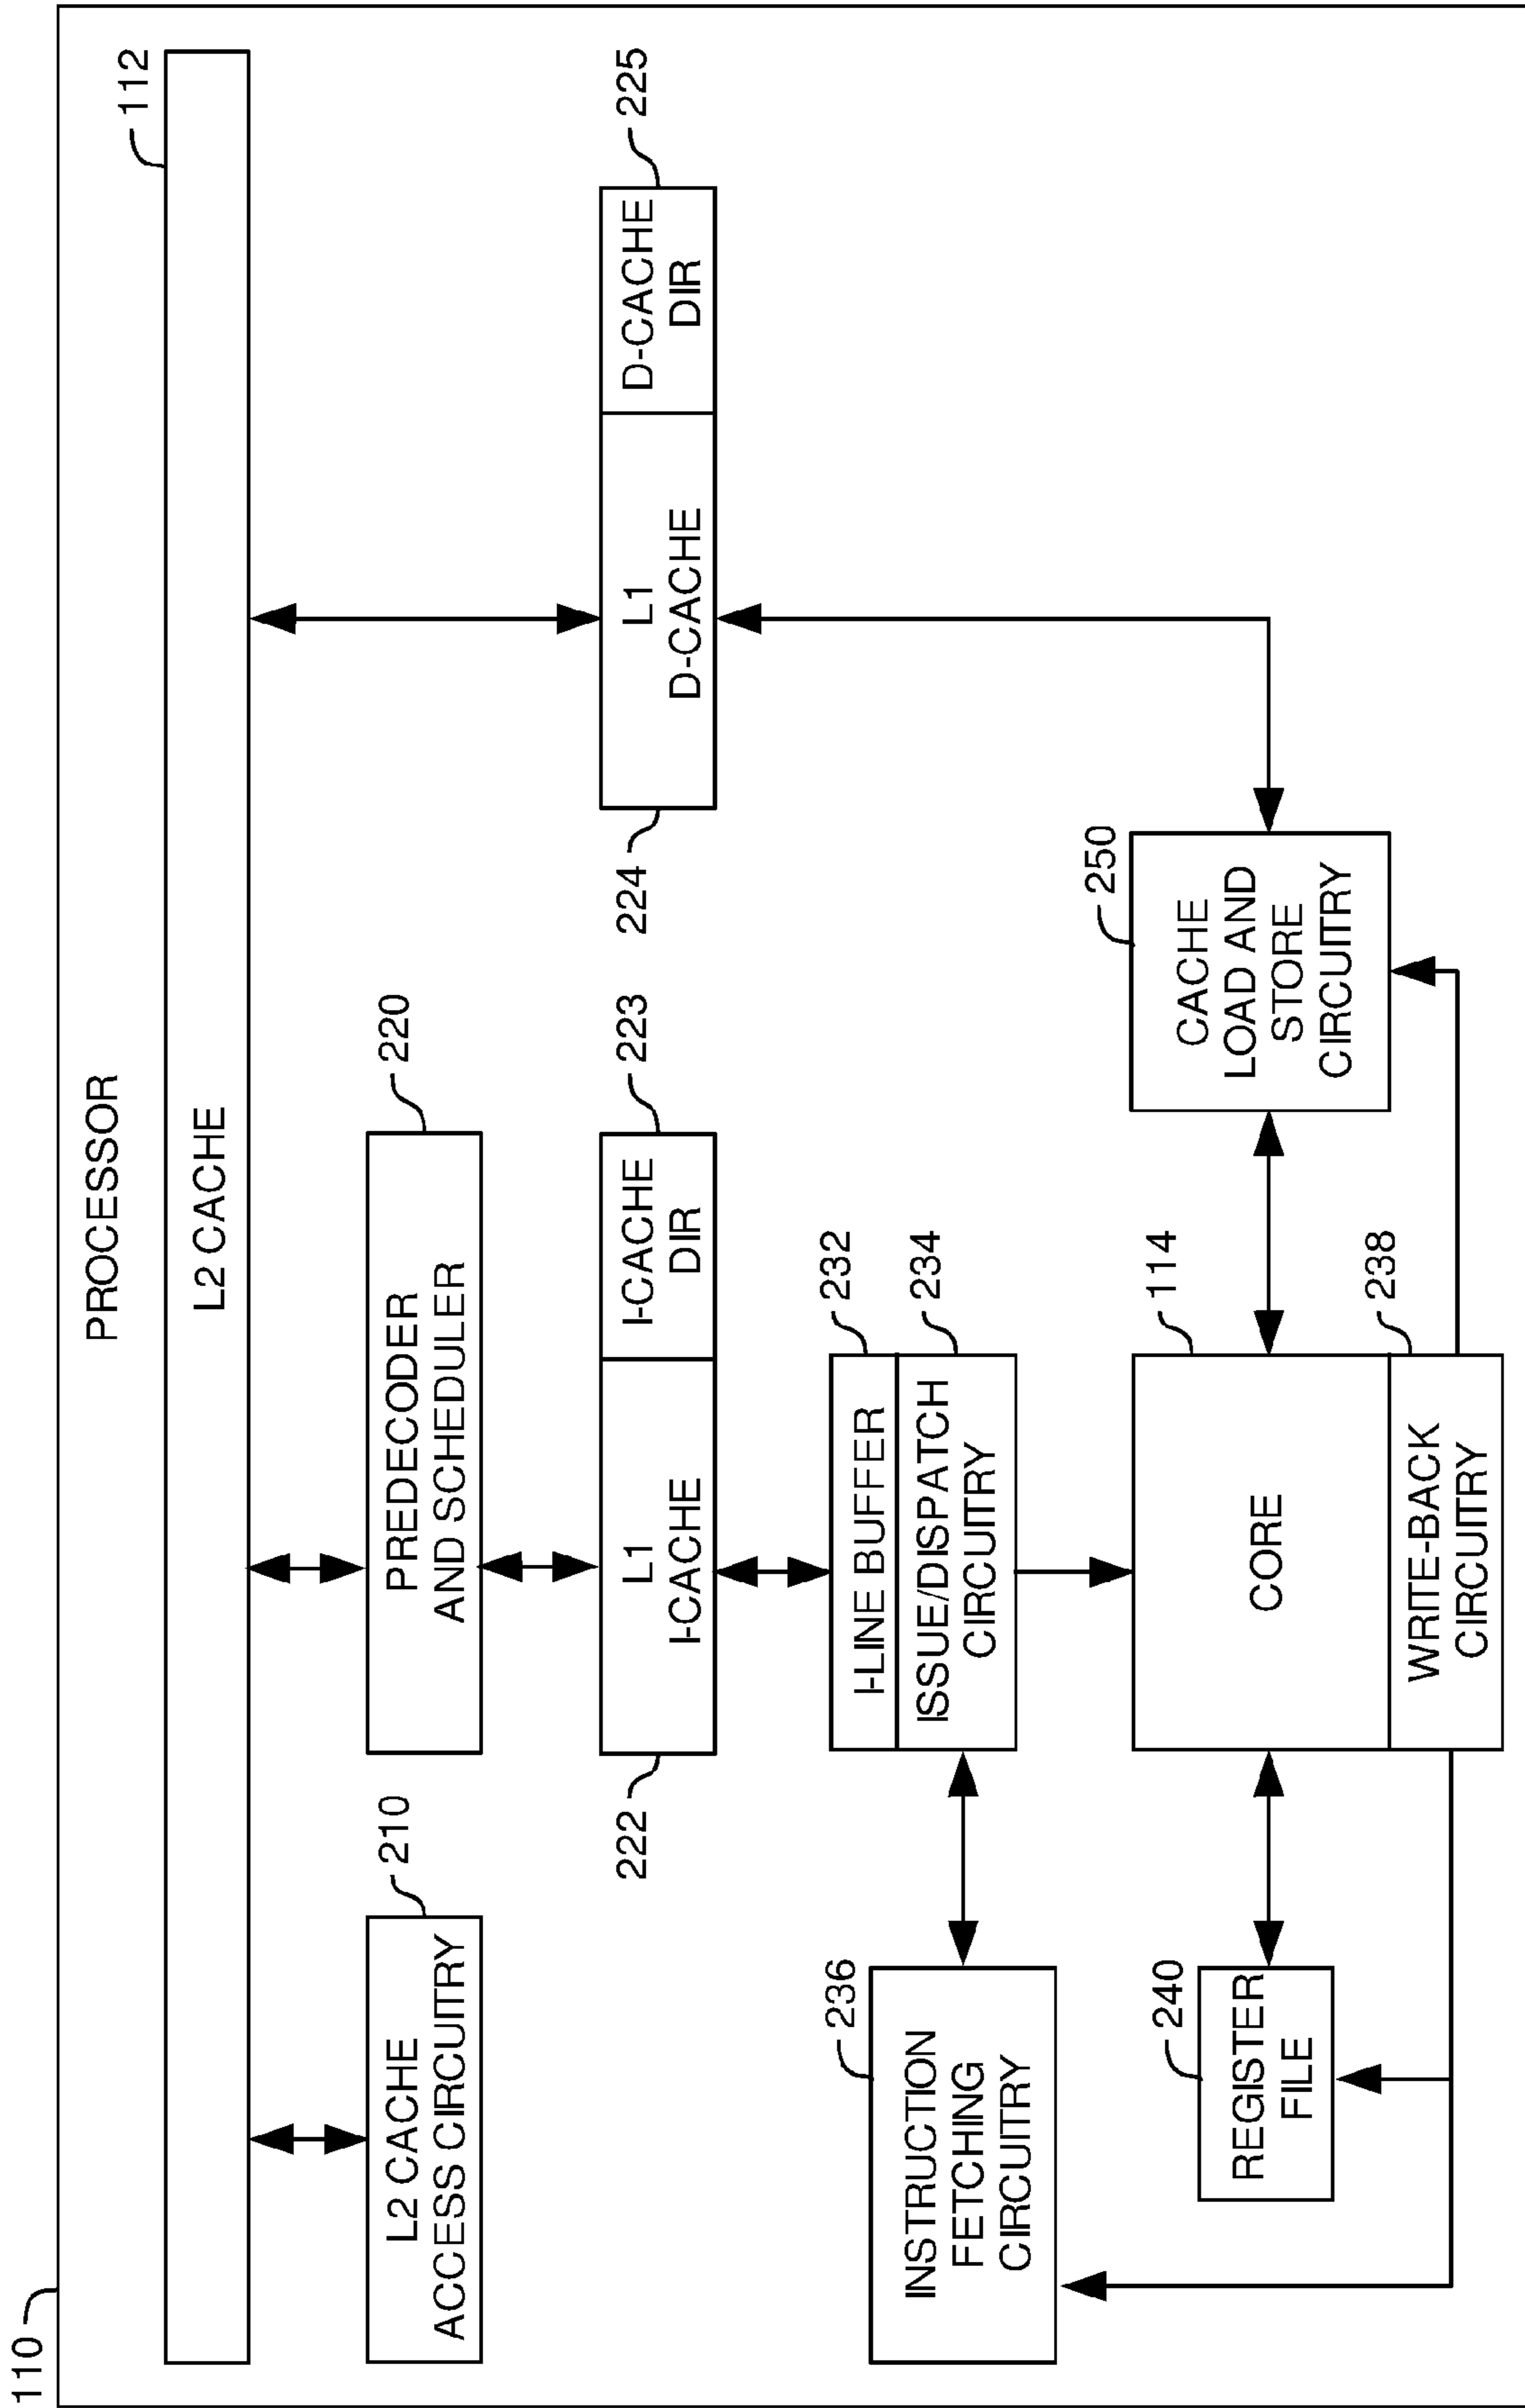 110
PROCESSOR
112
L2 CACHE
L2 CACHE
ACCESS CIRCUITRY
210
PREDECODER
AND SCHEDULER
220
222
L1
I-CACHE
I-CACHE
DIR
223
224
L1
D-CACHE
D-CACHE
DIR
225
236
INSTRUCTION
FETCHING
CIRCUITRY
I-LINE BUFFER
232
ISSUE/DISPATCH
CIRCUITRY
234
240
REGISTER
FILE
CORE
114
WRITE-BACK
CIRCUITRY
238
250
CACHE
LOAD AND
STORE
CIRCUITRY